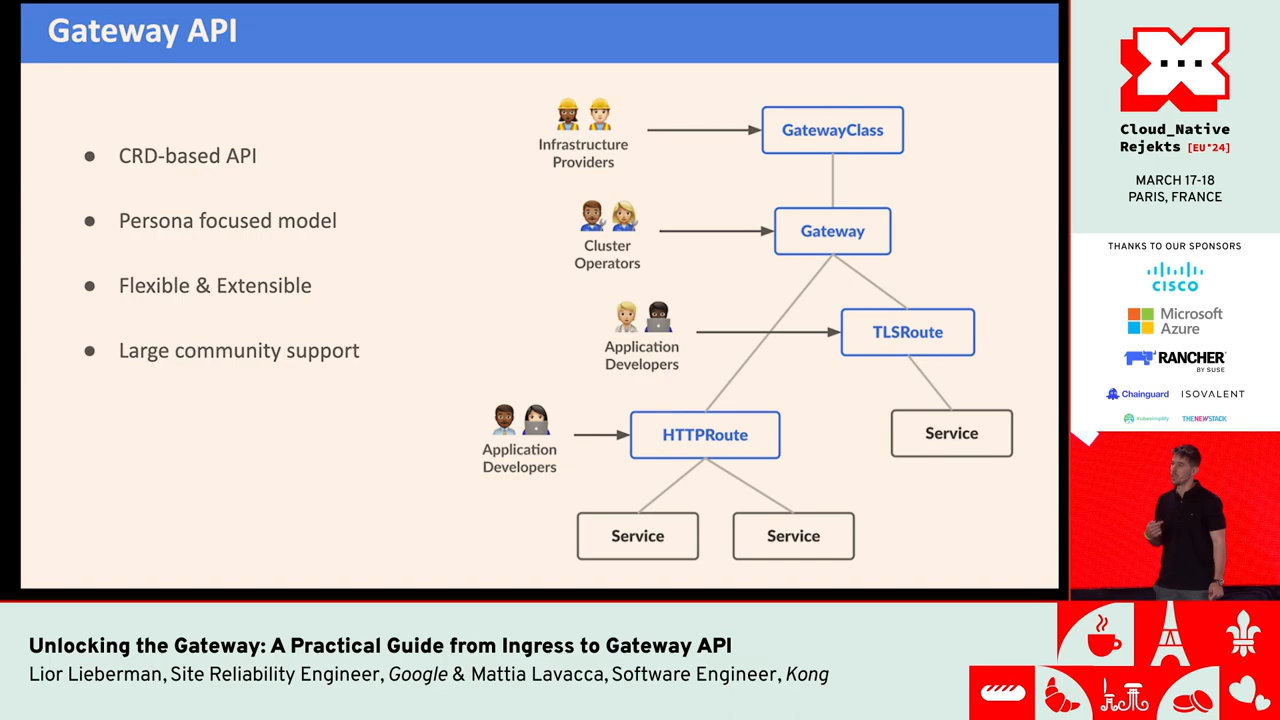 Gateway API
CRD-based API
Persona focused model
Flexible & Extensible
Large community support
Infrastructure
Providers
GatewayClass
Cluster
Operators
Gateway
Application
Developers
TLSRoute
Service
Application
Developers
HTTPRoute
Service
Service
Cloud_Native
Rejekts [EU'24]
MARCH 17-18
PARIS, FRANCE
THANKS TO OUR SPONSORS
CISCO
Microsoft
Azure
RANCHER
BY SUSE
Chainguard
ISOVALENT
kubesimplify
THENEWSTACK
Unlocking the Gateway: A Practical Guide from Ingress to Gateway API
Lior Lieberman, Site Reliability Engineer, Google & Mattia Lavacca, Software Engineer, Kong